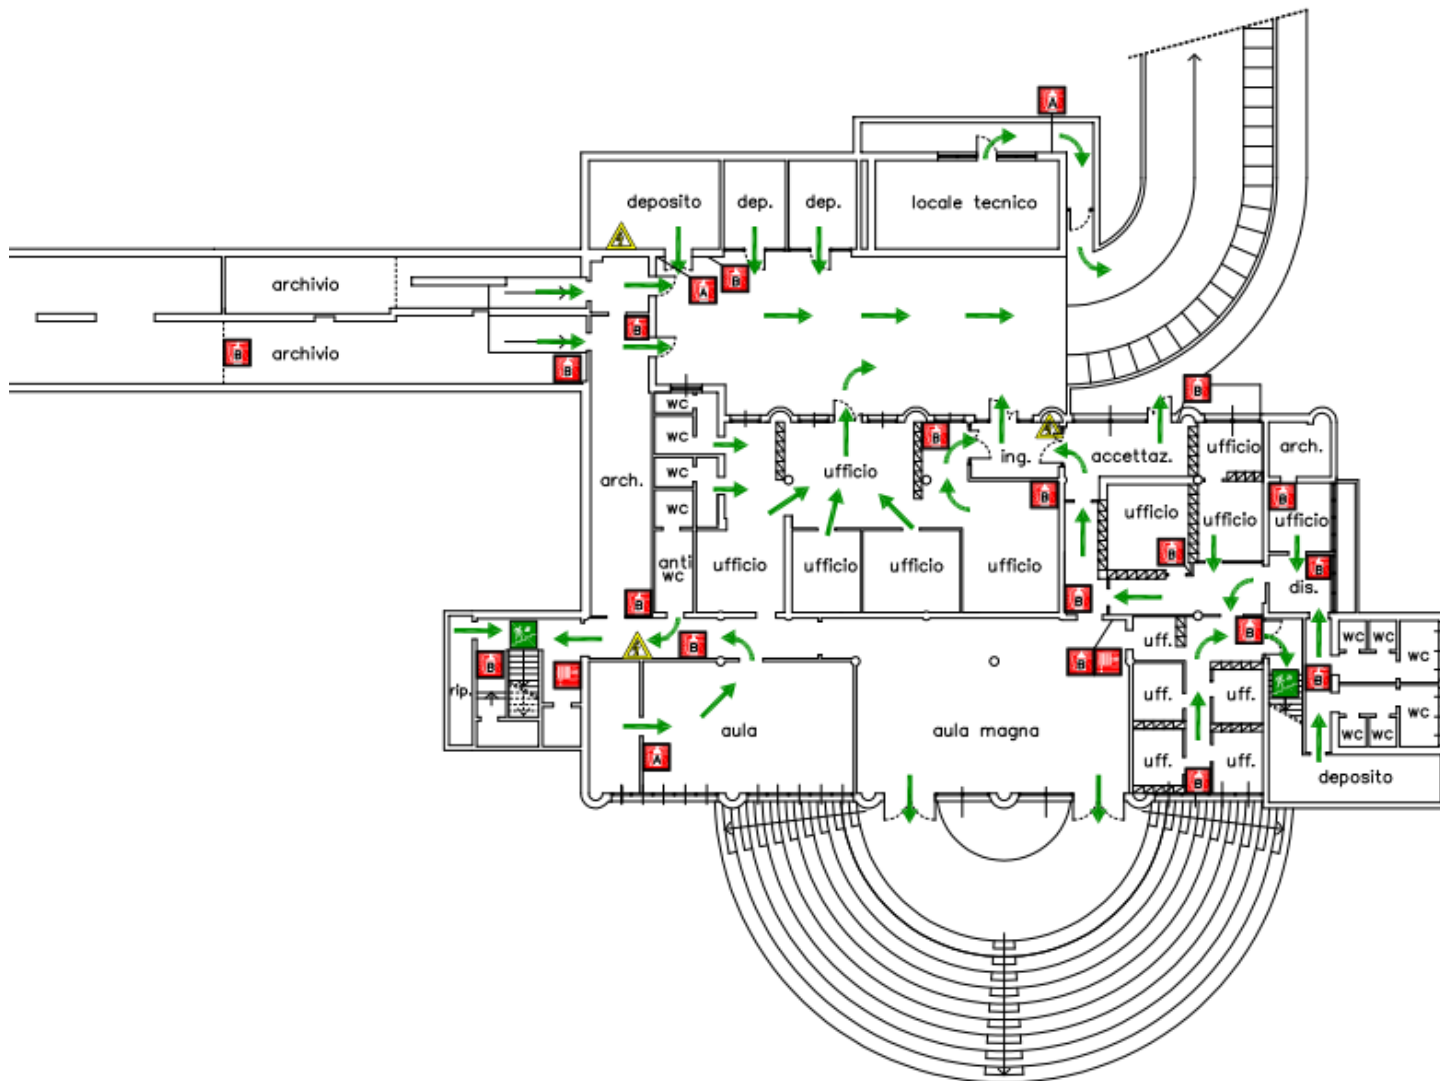 A
deposito
dep.
dep.
locale tecnico
archivio
A
B
B
B
archivio
B
B
wc
wc
wc
wc
arch.
ufficio
B
ing.
accettaz.
ufficio
arch.
B
B
ufficio
ufficio
ufficio
B
anti
wc
ufficio
ufficio
ufficio
ufficio
B
dis.
B
B
B
B
uff.
B
wc
wc
wc
rip.
B
B
uff.
uff.
B
wc
aula
aula magna
wc
wc
A
uff.
uff.
B
deposito